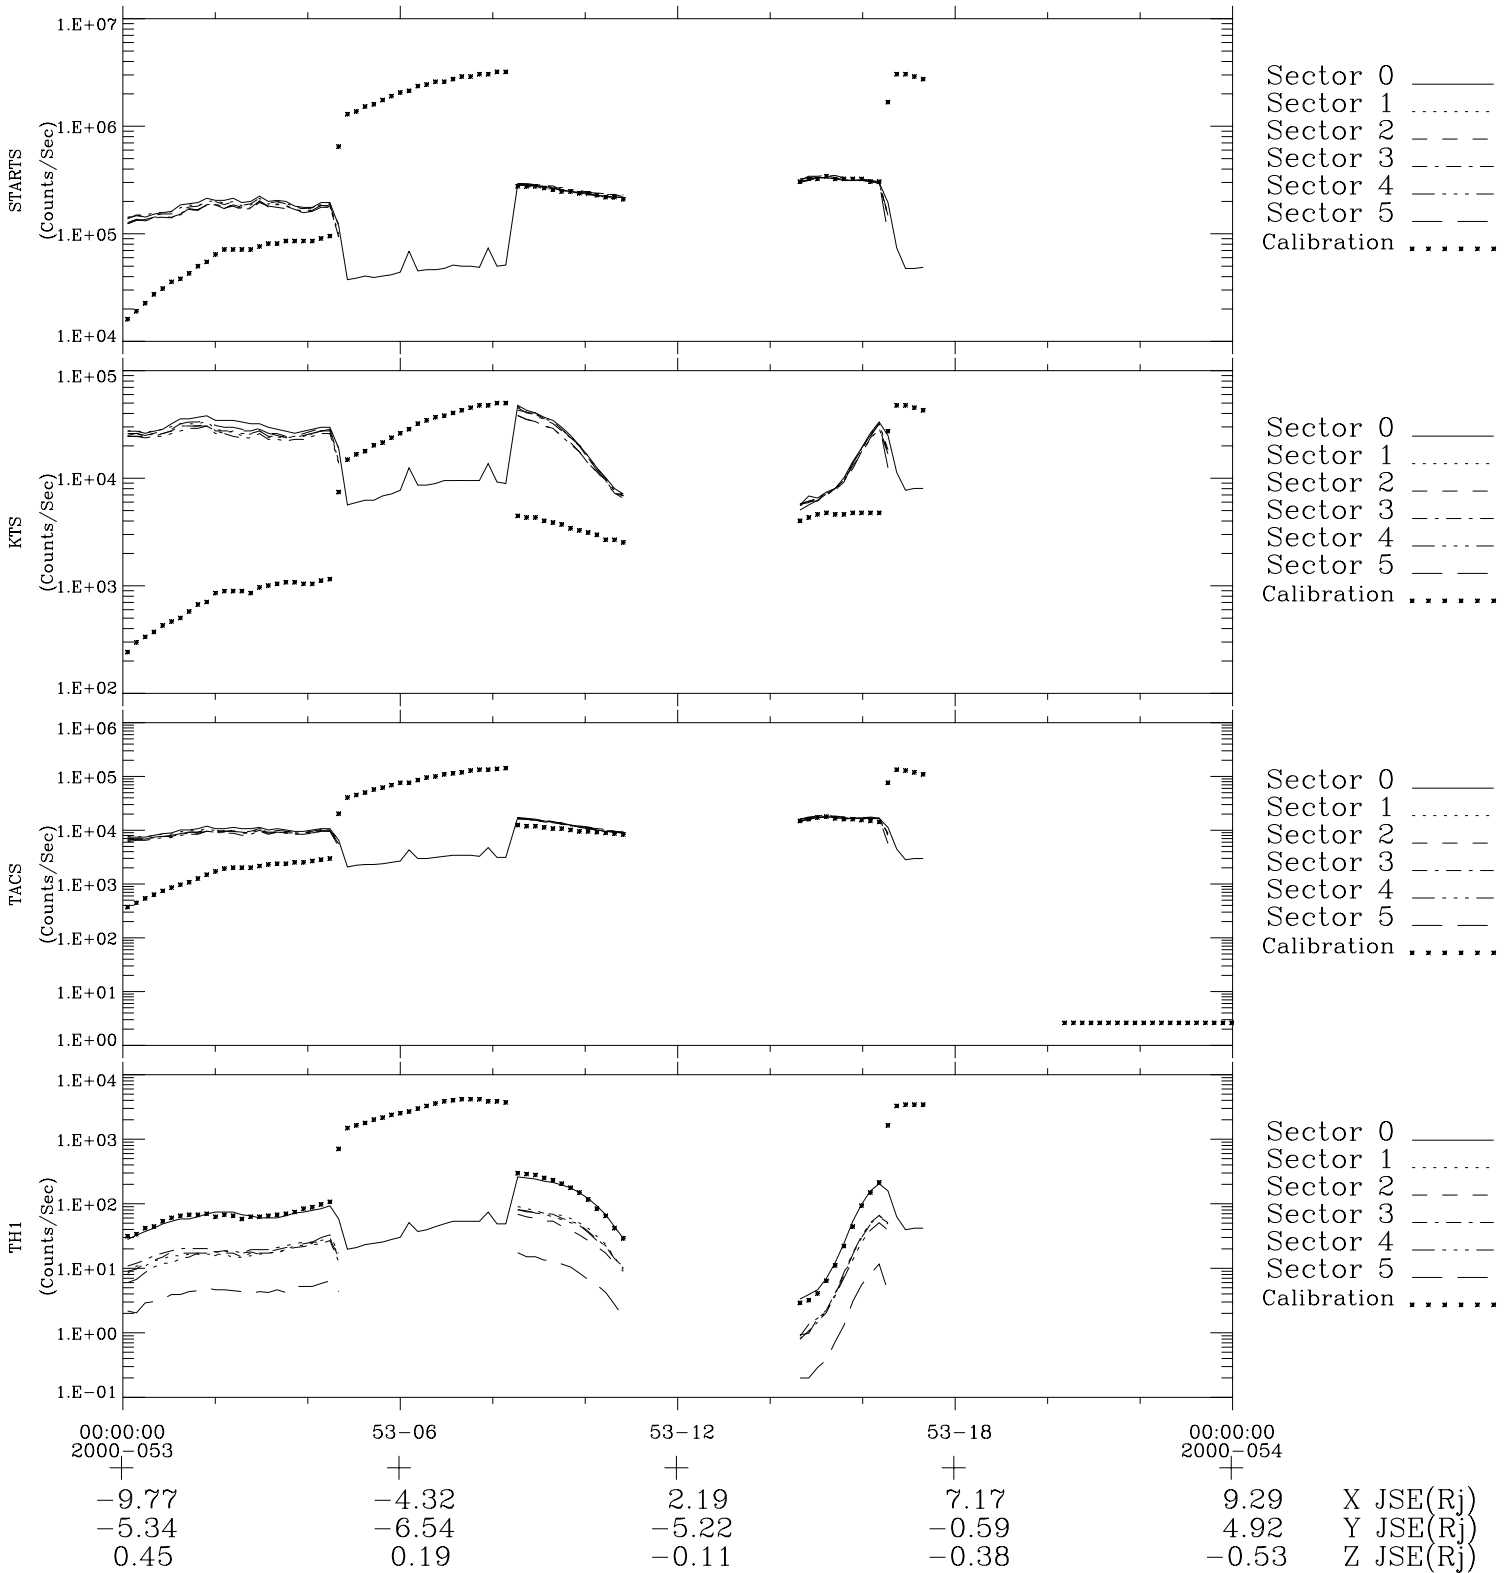 1.E+07
1.E+06
1.E+05
1.E+04
STARTS
(Counts/Sec)
Sector 0
Sector 1
Sector 2
Sector 3
Sector 4
Sector 5
Calibration
1.E+05
1.E+04
1.E+03
1.E+02
KTS
(Counts/Sec)
Sector 0
Sector 1
Sector 2
Sector 3
Sector 4
Sector 5
Calibration
1.E+06
1.E+05
1.E+04
1.E+03
1.E+02
1.E+01
1.E+00
TACS
(Counts/Sec)
Sector 0
Sector 1
Sector 2
Sector 3
Sector 4
Sector 5
Calibration
1.E+04
1.E+03
1.E+02
1.E+01
1.E+00
1.E−01
TH1
(Counts/Sec)
Sector 0
Sector 1
Sector 2
Sector 3
Sector 4
Sector 5
Calibration
00:00:00 53−06 53−12 53−18 00:00:00
2000−053 2000−054
−9.77 −4.32 2.19 7.17 9.29 X JSE(Rj)
−5.34 −6.54 −5.22 −0.59 4.92 Y JSE(Rj)
0.45 0.19 −0.11 −0.38 −0.53 Z JSE(Rj)